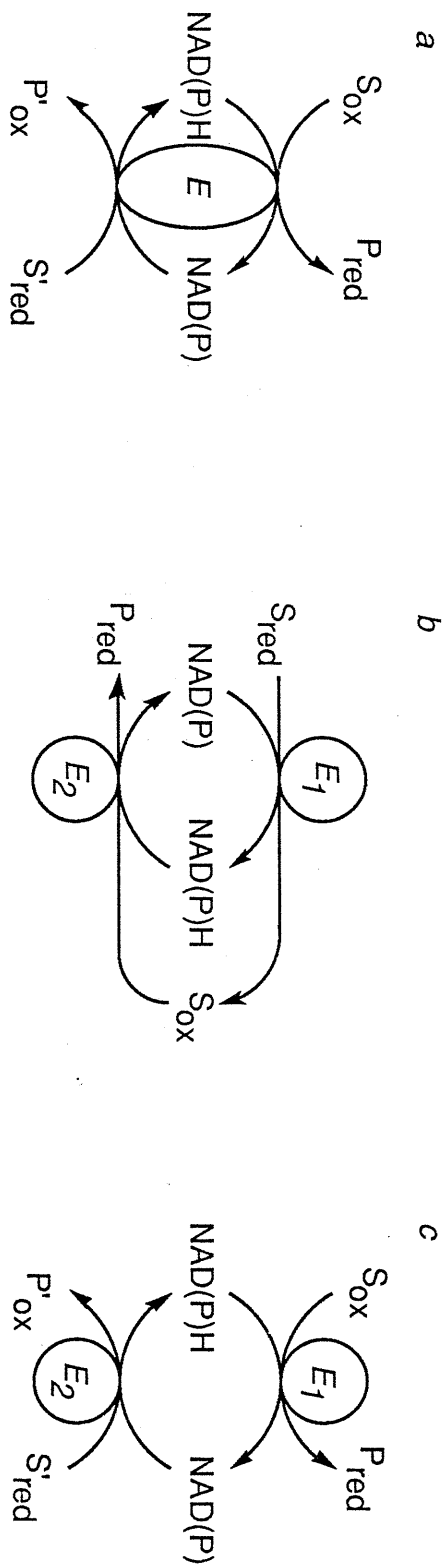 a
S_ox P_red
NAD(P)H E NAD(P)
P'_ox S'_red
b
E_1
S_red
NAD(P) NAD(P)H S_ox
P_red
E_2
c
E_1
S_ox P_red
NAD(P)H NAD(P)
P'_ox S'_red
E_2